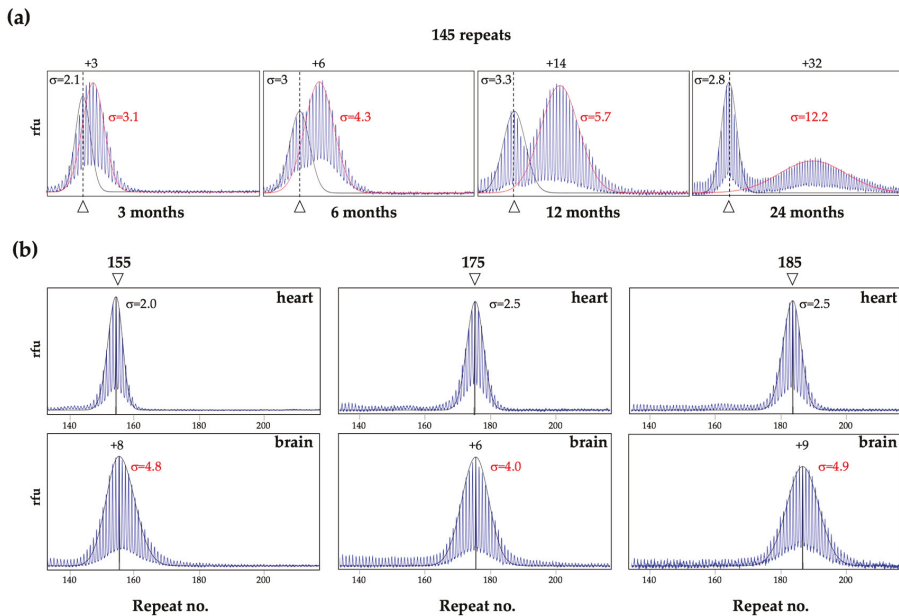 (a)
145 repeats
+3 +6 +14 +32
σ=2.1 σ=3 σ=3.3 σ=2.8
σ=3.1 σ=4.3 σ=5.7 σ=12.2
rfu
3 months 6 months 12 months 24 months
(b)
155 175 185
heart heart heart
σ=2.0 σ=2.5 σ=2.5
rfu
140 160 180 200 140 160 180 200 140 160 180 200
brain brain brain
+8 +6 +9
σ=4.8 σ=4.0 σ=4.9
rfu
140 160 180 200 140 160 180 200 140 160 180 200
Repeat no. Repeat no. Repeat no.